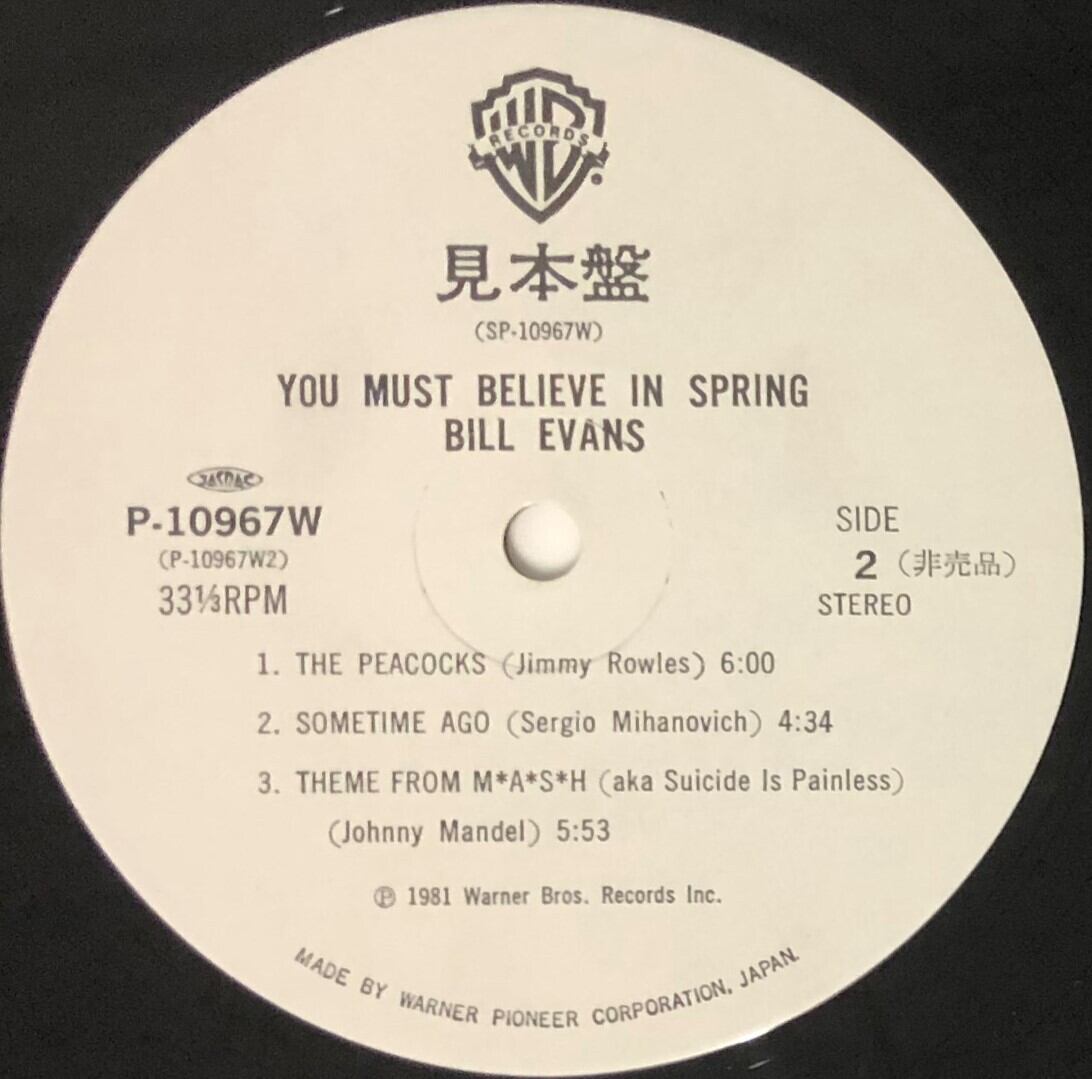 RECORDS
見本盤
(SP-10967W)
YOU MUST BELIEVE IN SPRING
BILL EVANS
JASRAC
P-10967W
(P-10967W2)
33⅓RPM
SIDE
2 (非売品)
STEREO
1. THE PEACOCKS (Jimmy Rowles) 6:00
2. SOMETIME AGO (Sergio Mihanovich) 4:34
3. THEME FROM M*A*S*H (aka Suicide Is Painless)
(Johnny Mandel) 5:53
℗ 1981 Warner Bros. Records Inc.
MADE BY WARNER PIONEER CORPORATION, JAPAN.